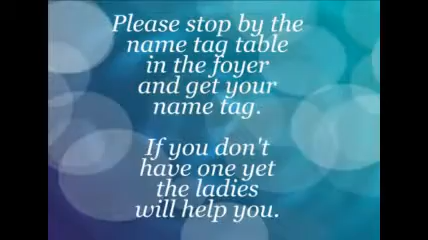 Please stop by the
name tag table
in the foyer
and get your
name tag.
If you don't
have one yet
the ladies
will help you.